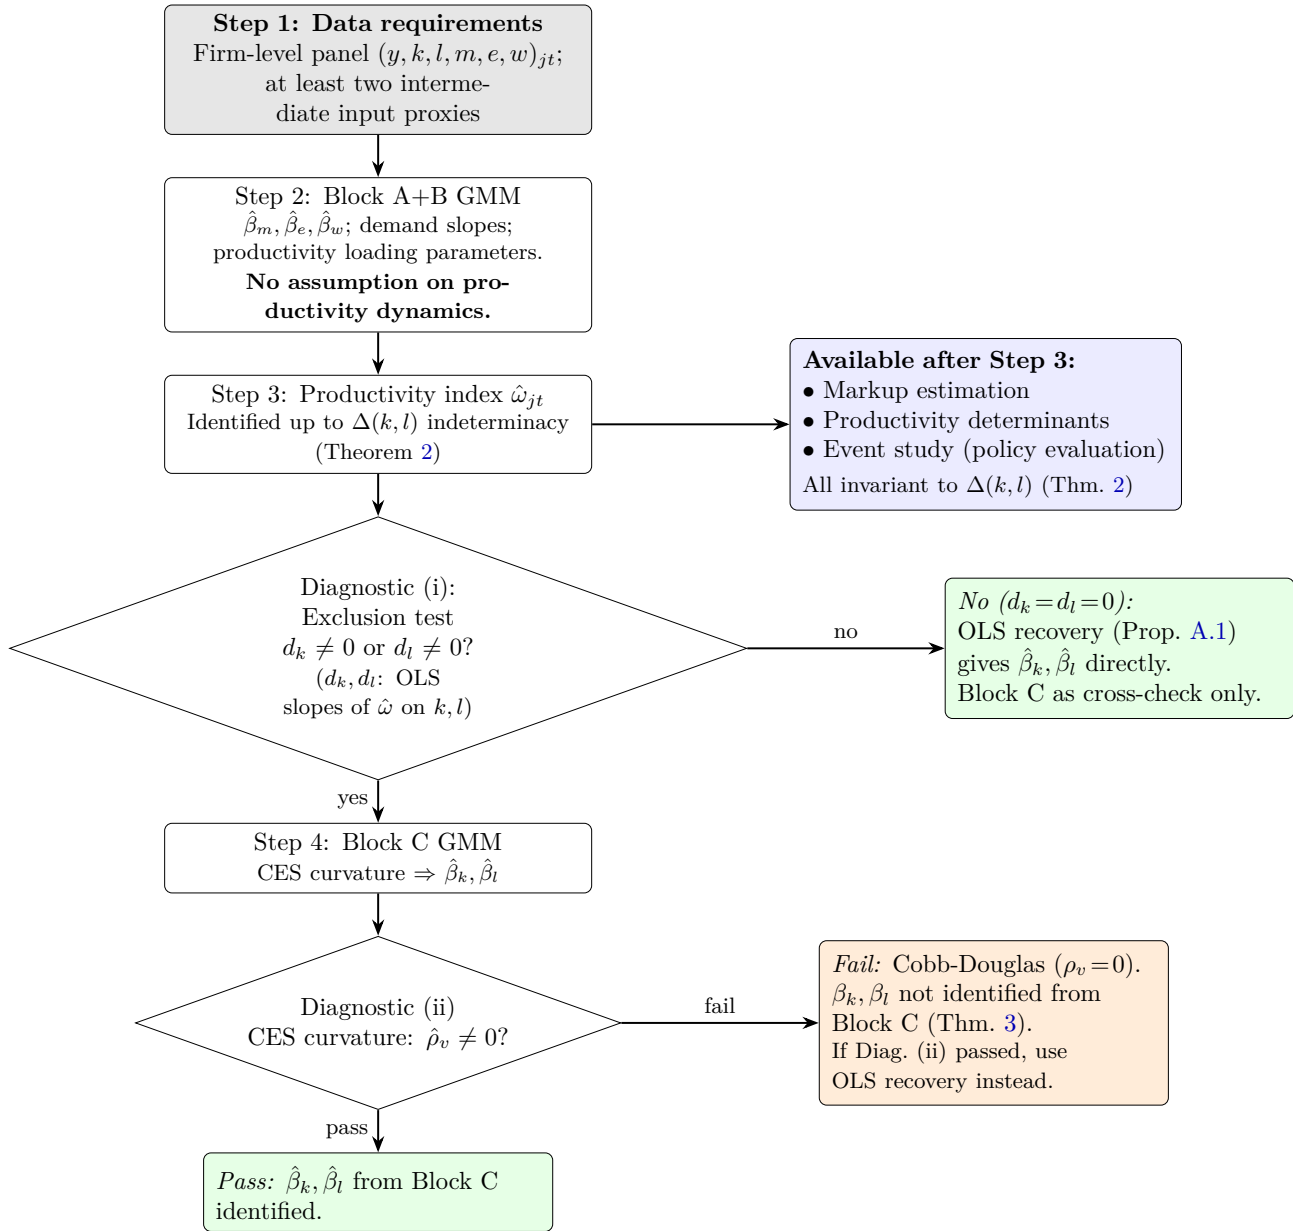 Step 1: Data requirements
Firm-level panel (y, k, l, m, e, w)_{jt};
at least two interme-
diate input proxies
Step 2: Block A+B GMM
β̂_m, β̂_e, β̂_w; demand slopes;
productivity loading parameters.
No assumption on pro-
ductivity dynamics.
Step 3: Productivity index ω̂_{jt}
Identified up to Δ(k, l) indeterminacy
(Theorem 2)
Available after Step 3:
• Markup estimation
• Productivity determinants
• Event study (policy evaluation)
All invariant to Δ(k, l) (Thm. 2)
Diagnostic (i):
Exclusion test
d_k ≠ 0 or d_l ≠ 0?
(d_k, d_l: OLS
slopes of ω̂ on k, l)
no
No (d_k = d_l = 0):
OLS recovery (Prop. A.1)
gives β̂_k, β̂_l directly.
Block C as cross-check only.
yes
Step 4: Block C GMM
CES curvature ⇒ β̂_k, β̂_l
Diagnostic (ii)
CES curvature: ρ̂_v ≠ 0?
fail
Fail: Cobb-Douglas (ρ_v = 0).
β_k, β_l not identified from
Block C (Thm. 3).
If Diag. (ii) passed, use
OLS recovery instead.
pass
Pass: β̂_k, β̂_l from Block C
identified.